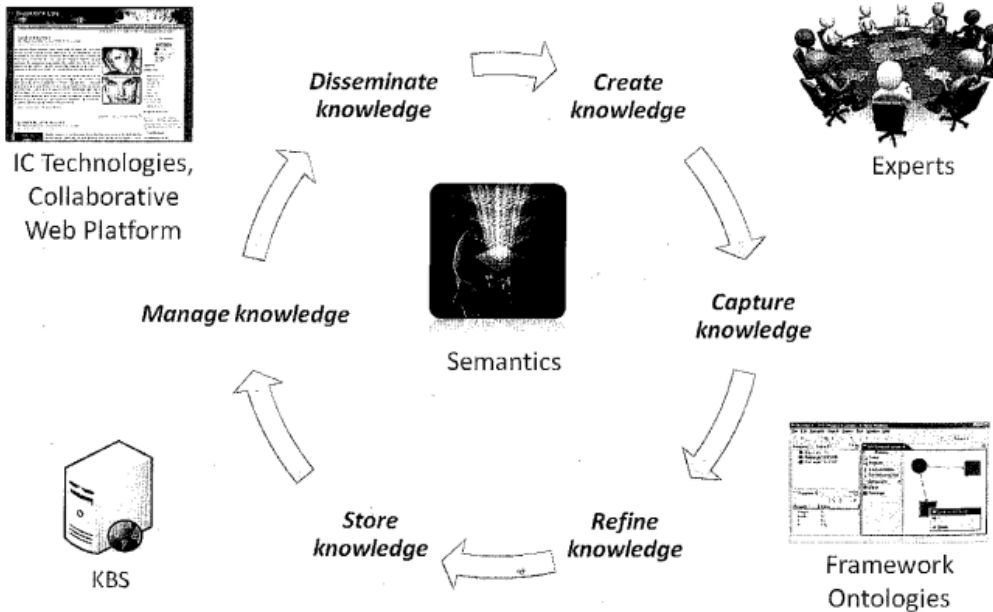 Disseminate
knowledge
Create
knowledge
IC Technologies,
Collaborative
Web Platform
Experts
Manage knowledge
Capture
knowledge
Semantics
Store
knowledge
Refine
knowledge
KBS
Framework
Ontologies